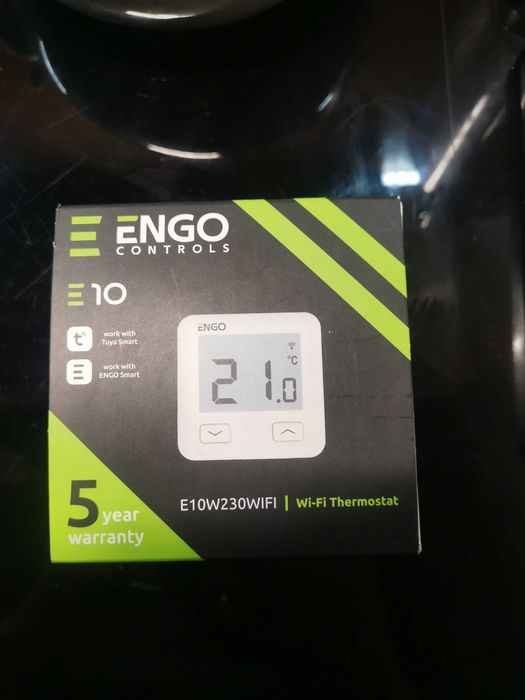 ENGO
CONTROLS
E10
work with
Tuya Smart
work with
ENGO Smart
ENGO
°C
21.0
5 year
warranty
E10W230WIFI | Wi-Fi Thermostat